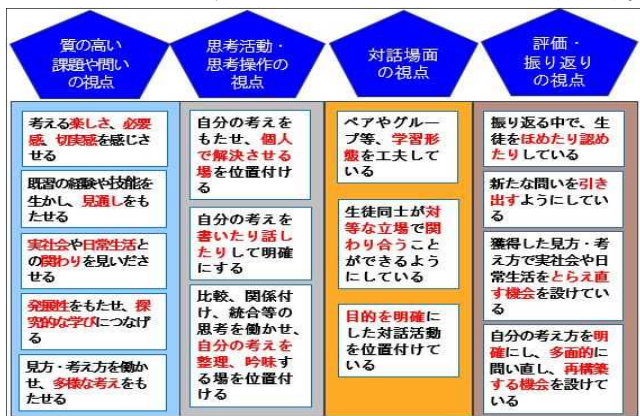 質の高い
課題や問い
の視点
考える楽しさ、必要
感、切実感を感じさ
せる
既習の経験や技能を
生かし、見通しをも
たせる
実社会や日常生活と
の関わりを見いださ
せる
発展性をもたせ、探
究的な学びにつなげ
る
見方・考え方を働か
せ、多様な考えをも
たせる
思考活動・
思考操作の
視点
自分の考えを
もたせ、個人
で解決させる
場を位置付ける
自分の考えを
書いたり話し
たりして明確
にする
比較、関係付
け、統合等の
思考を働かせ、
自分の考えを
整理、吟味す
る場を位置付
ける
対話場面
の視点
ペアやグルー
プ等、学習形
態を工夫して
いる
生徒同士が対
等な立場で関
わり合うこと
ができるよう
にしている
目的を明確に
した対話活動
を位置付けて
いる
評価・
振り返り
の視点
振り返る中で、生
徒をほめたり認め
たりしている
新たな問いを引き
出すようにしてい
る
獲得した見方・考
え方で実社会や日
常生活をとらえ直
す機会を設けてい
る
自分の考え方を明
確にし、多面的に
問い直し、再構築
する機会を設けて
いる